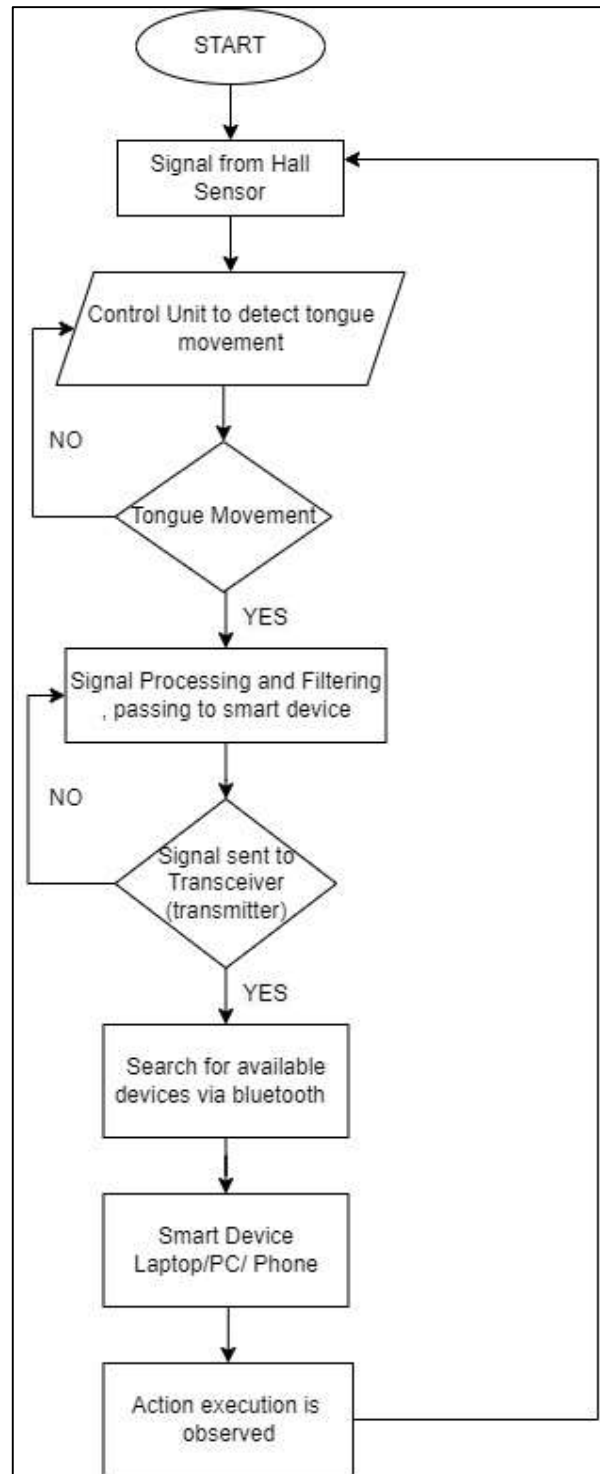 START
Signal from Hall
Sensor
Control Unit to detect tongue
movement
NO
Tongue Movement
YES
Signal Processing and Filtering
, passing to smart device
NO
Signal sent to
Transceiver
(transmitter)
YES
Search for available
devices via bluetooth
Smart Device
Laptop/PC/ Phone
Action execution is
observed